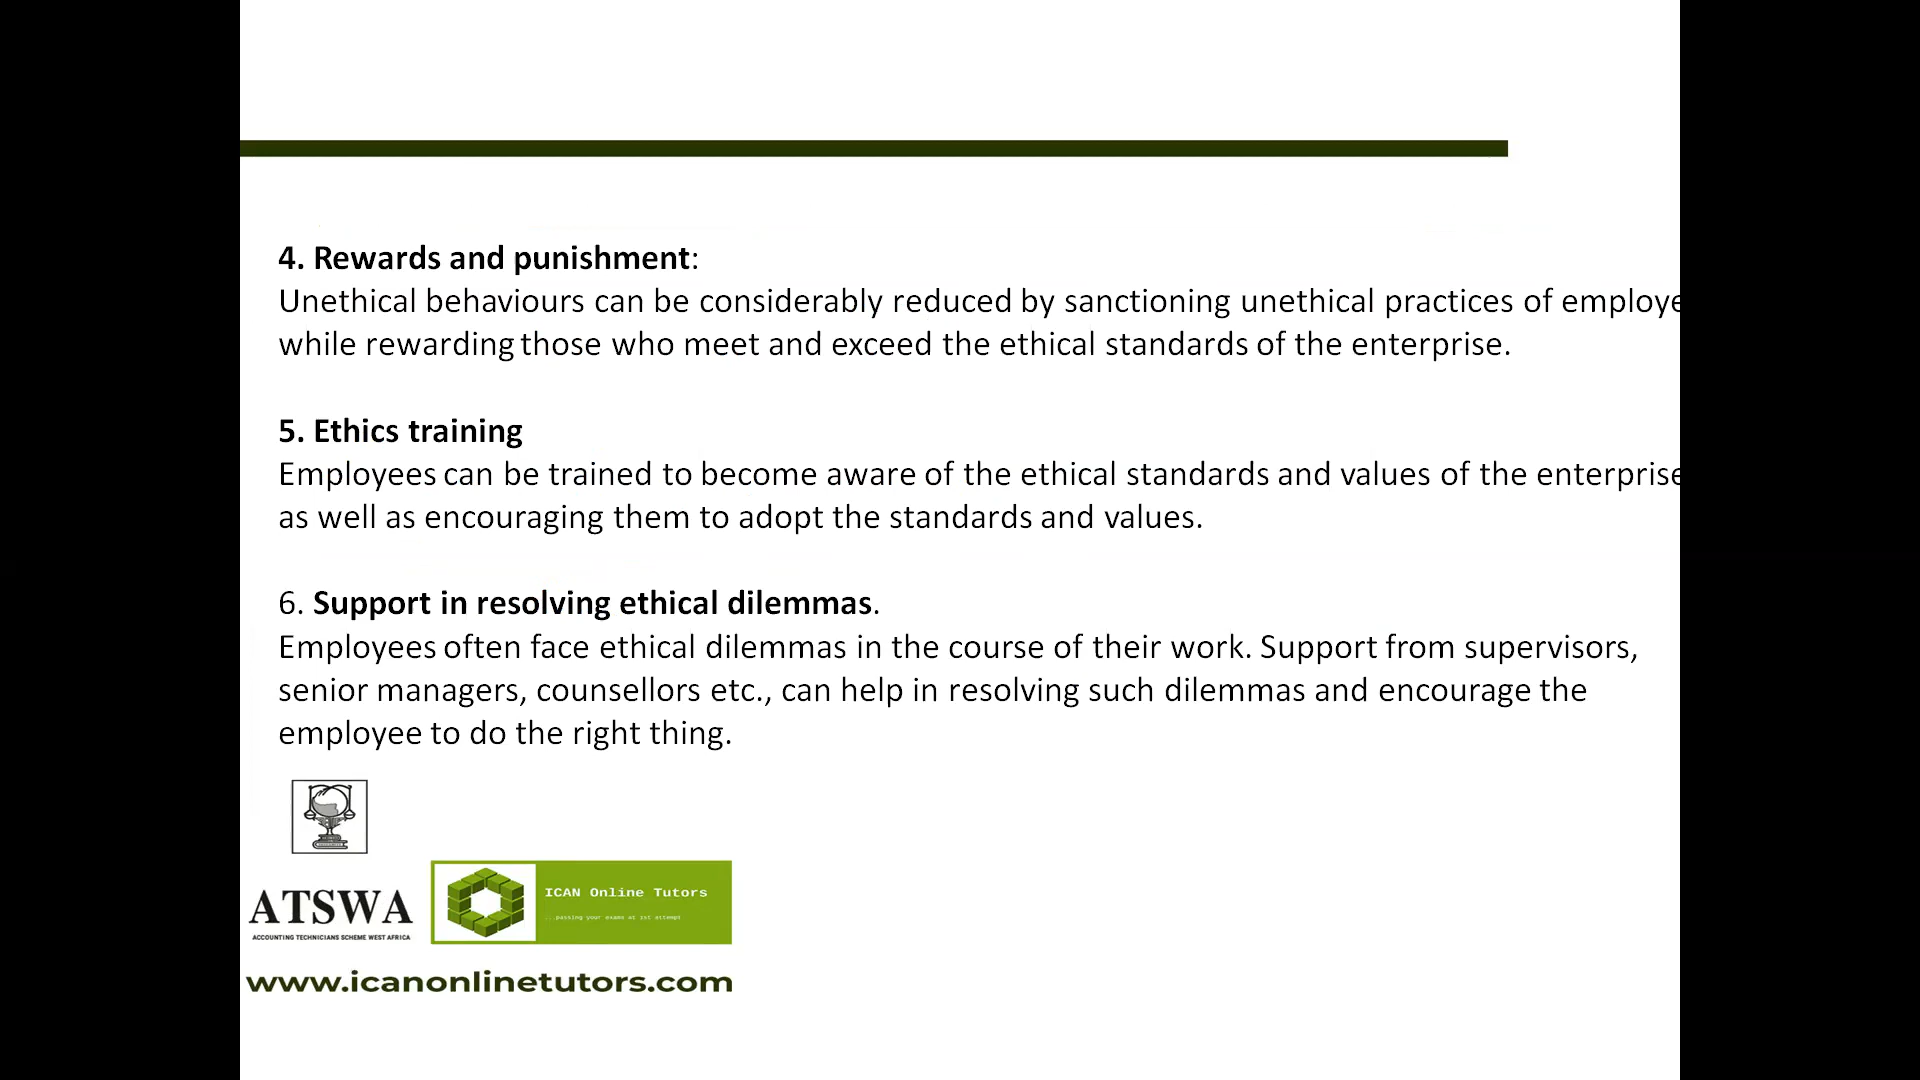 4. Rewards and punishment:
Unethical behaviours can be considerably reduced by sanctioning unethical practices of employe
while rewarding those who meet and exceed the ethical standards of the enterprise.
5. Ethics training
Employees can be trained to become aware of the ethical standards and values of the enterprise
as well as encouraging them to adopt the standards and values.
6. Support in resolving ethical dilemmas.
Employees often face ethical dilemmas in the course of their work. Support from supervisors,
senior managers, counsellors etc., can help in resolving such dilemmas and encourage the
employee to do the right thing.
ATSWA
ACCOUNTING TECHNICIANS SCHEME WEST AFRICA
ICAN Online Tutors
...passing your exams at 1st attempt
www.icanonlinetutors.com